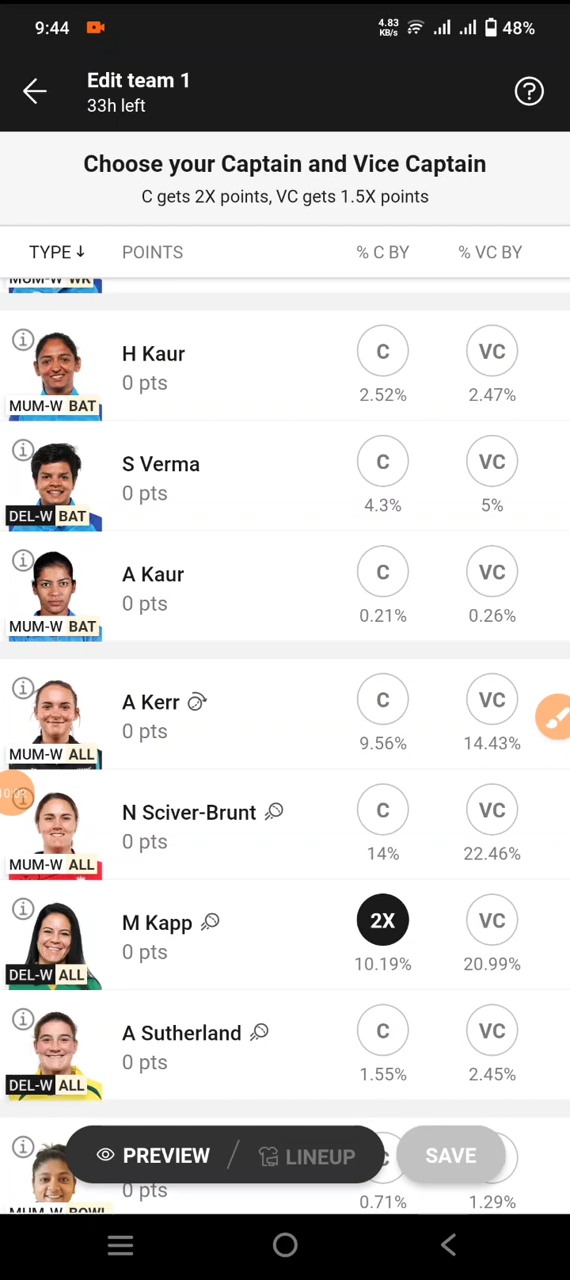 9:44
4.83 KB/s
48%
Edit team 1
33h left
Choose your Captain and Vice Captain
C gets 2X points, VC gets 1.5X points
TYPE ↓ POINTS % C BY % VC BY
MUM-W WK
H Kaur C VC
0 pts 2.52% 2.47%
MUM-W BAT
S Verma C VC
0 pts 4.3% 5%
DEL-W BAT
A Kaur C VC
0 pts 0.21% 0.26%
MUM-W BAT
A Kerr C VC
0 pts 9.56% 14.43%
MUM-W ALL
N Sciver-Brunt C VC
0 pts 14% 22.46%
MUM-W ALL
M Kapp 2X VC
0 pts 10.19% 20.99%
DEL-W ALL
A Sutherland C VC
0 pts 1.55% 2.45%
DEL-W ALL
PREVIEW / LINEUP SAVE
0 pts 0.71% 1.29%
MUM-W BOWL